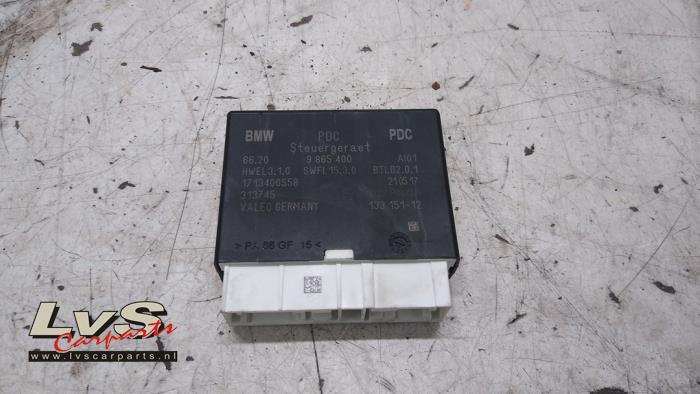 BMW PDC PDC
Steuergeraet
66.20 9 865 400 AI01
HWEL3.1.0 SWFL15.3.0 BTLD2.0.1
1713400558 210517
313745
VALEO GERMANY 133 151-12
> PA 66 GF 15 <
LvS
Carparts
www.lvscarparts.nl